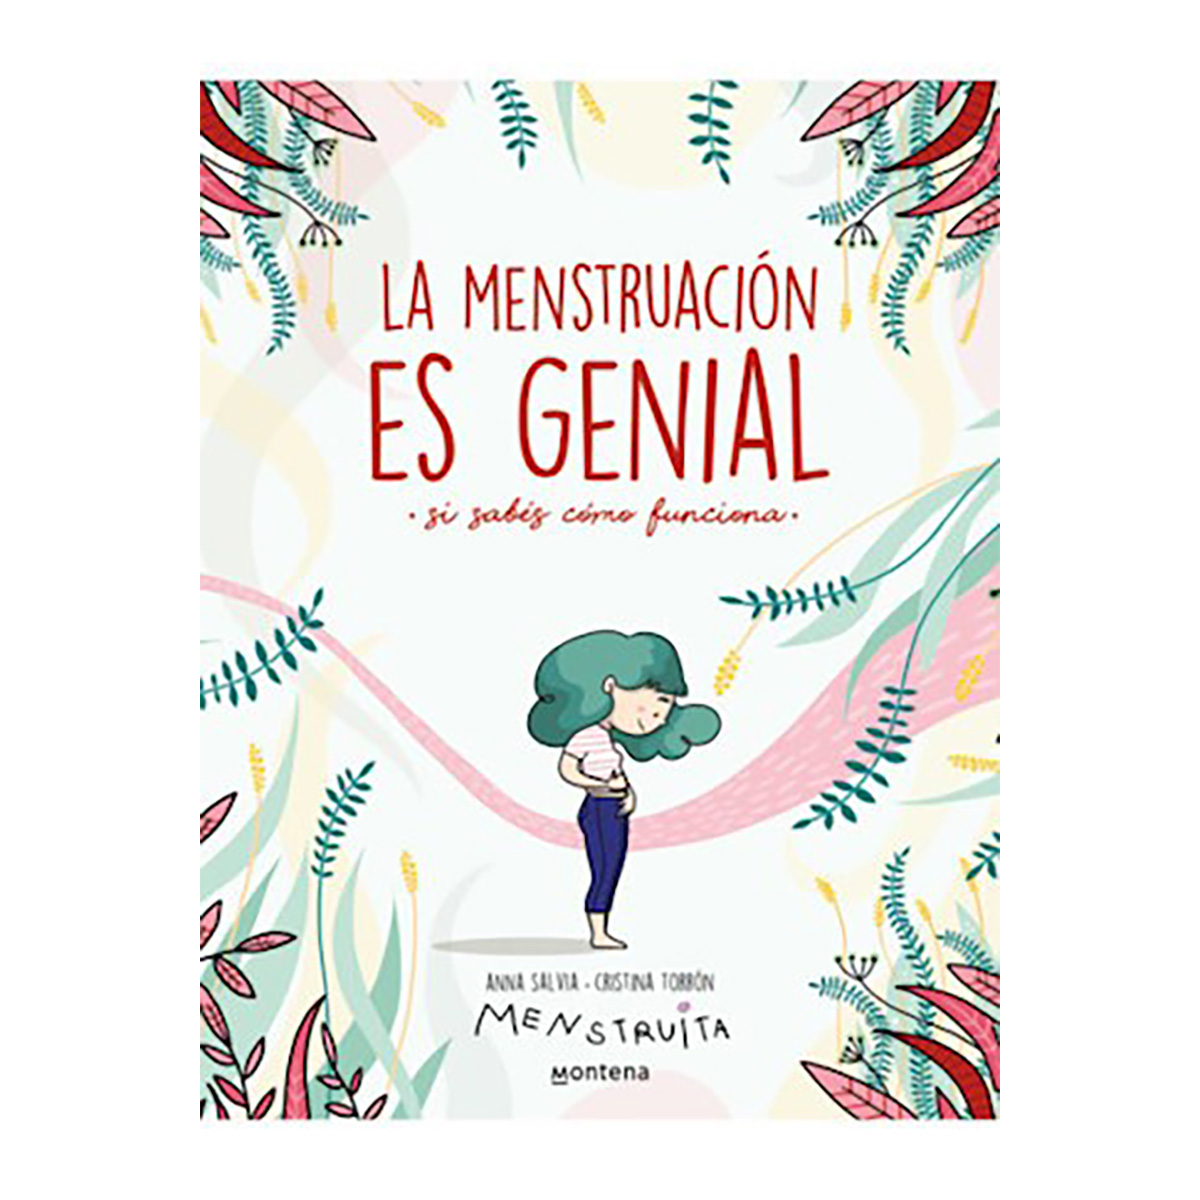 LA MENSTRUACIÓN
ES GENIAL
· si sabés cómo funciona ·
ANNA SALVIA · CRISTINA TORRÓN
MENSTRUITA
Montena